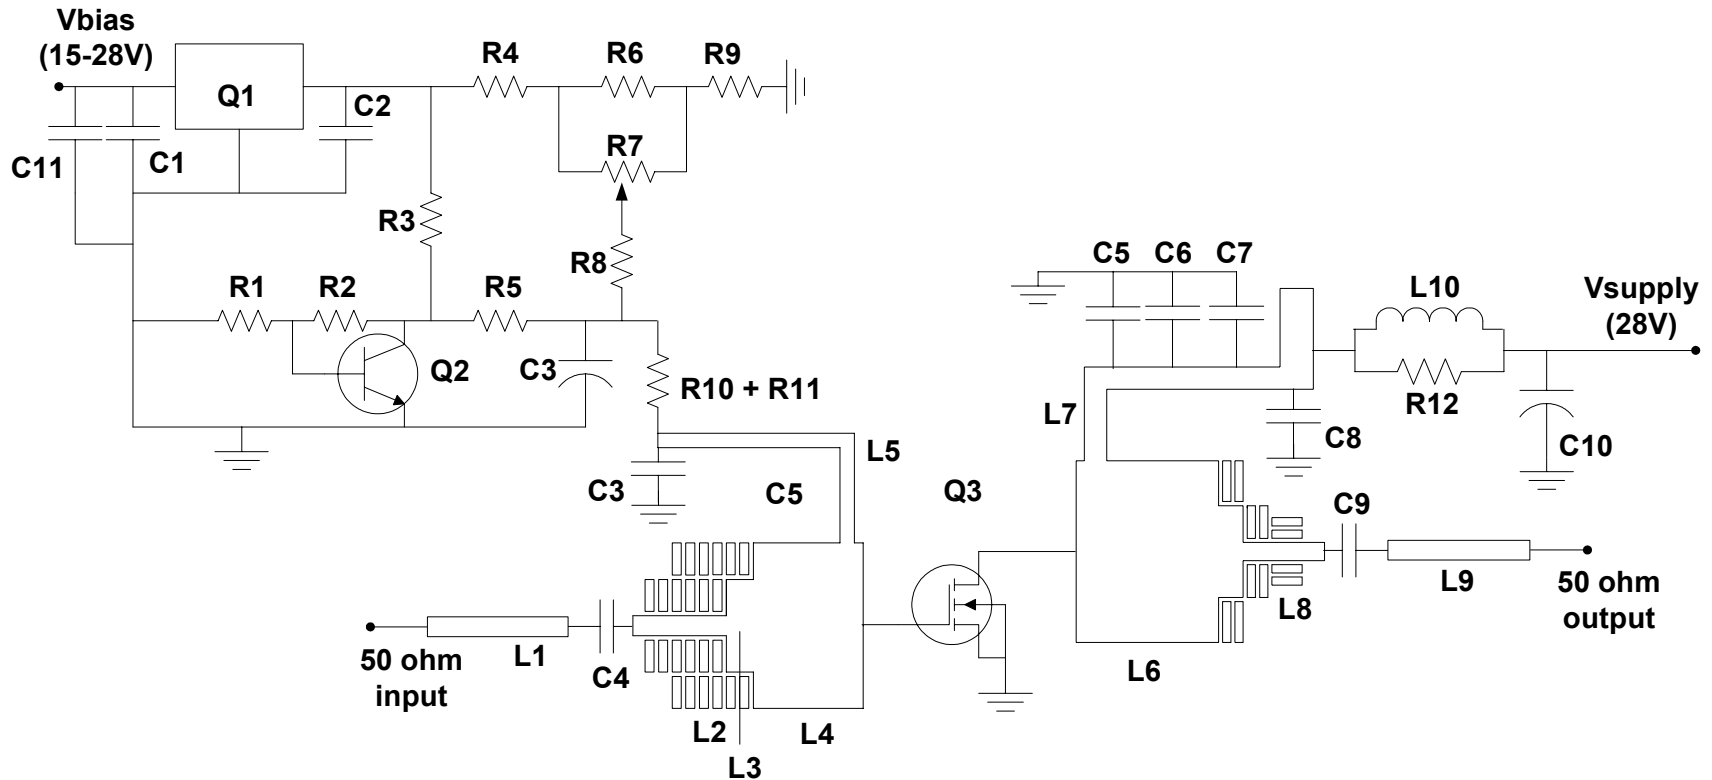 Vbias
(15-28V)
R4
R6
R9
Q1
C2
R7
C11
C1
R3
R8
R1
R2
R5
Q2
C3
R10 + R11
C5
C6
C7
L10
Vsupply
(28V)
R12
L7
C8
C10
L5
C3
C5
Q3
C9
L8
L9
50 ohm
output
50 ohm
input
L1
C4
L2
L4
L3
L6